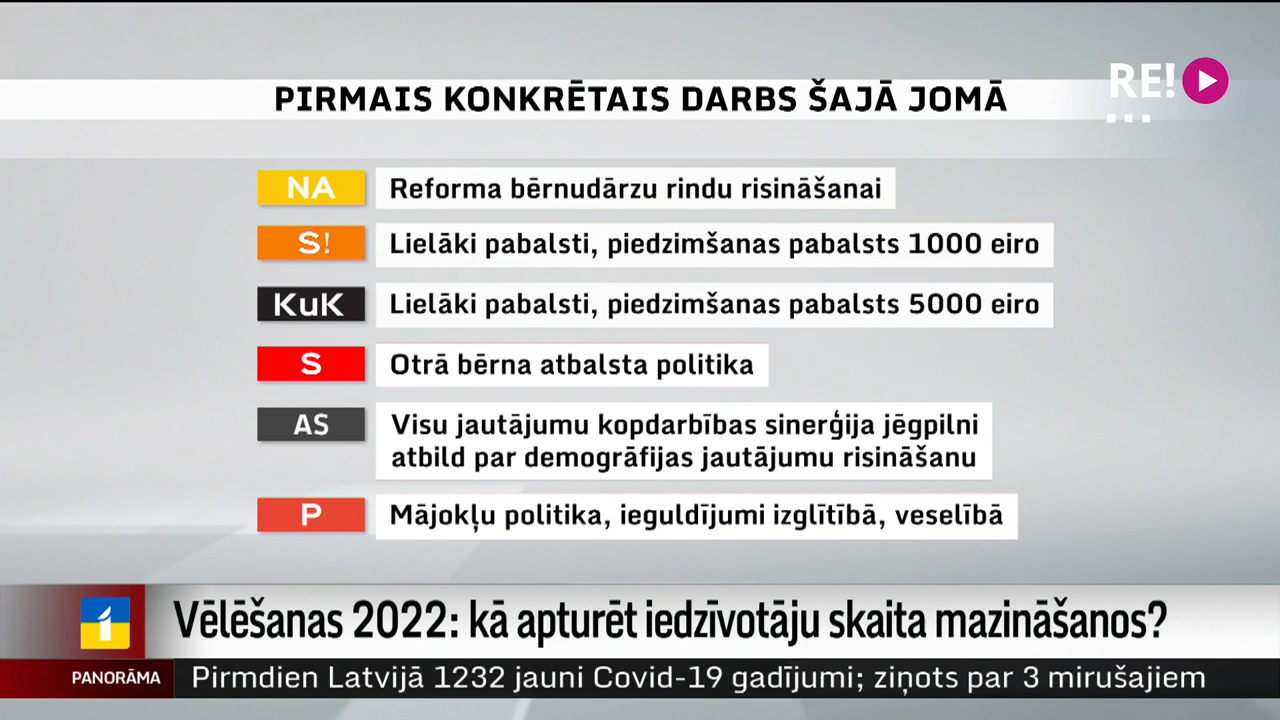 RE!
PIRMAIS KONKRĒTAIS DARBS ŠAJĀ JOMĀ
NA Reforma bērnudārzu rindu risināšanai
S! Lielāki pabalsti, piedzimšanas pabalsts 1000 eiro
KuK Lielāki pabalsti, piedzimšanas pabalsts 5000 eiro
S Otrā bērna atbalsta politika
AS Visu jautājumu kopdarbības sinerģija jēgpilni
atbild par demogrāfijas jautājumu risināšanu
P Mājokļu politika, ieguldījumi izglītībā, veselībā
1 Vēlēšanas 2022: kā apturēt iedzīvotāju skaita mazināšanos?
PANORĀMA Pirmdien Latvijā 1232 jauni Covid-19 gadījumi; ziņots par 3 mirušajiem